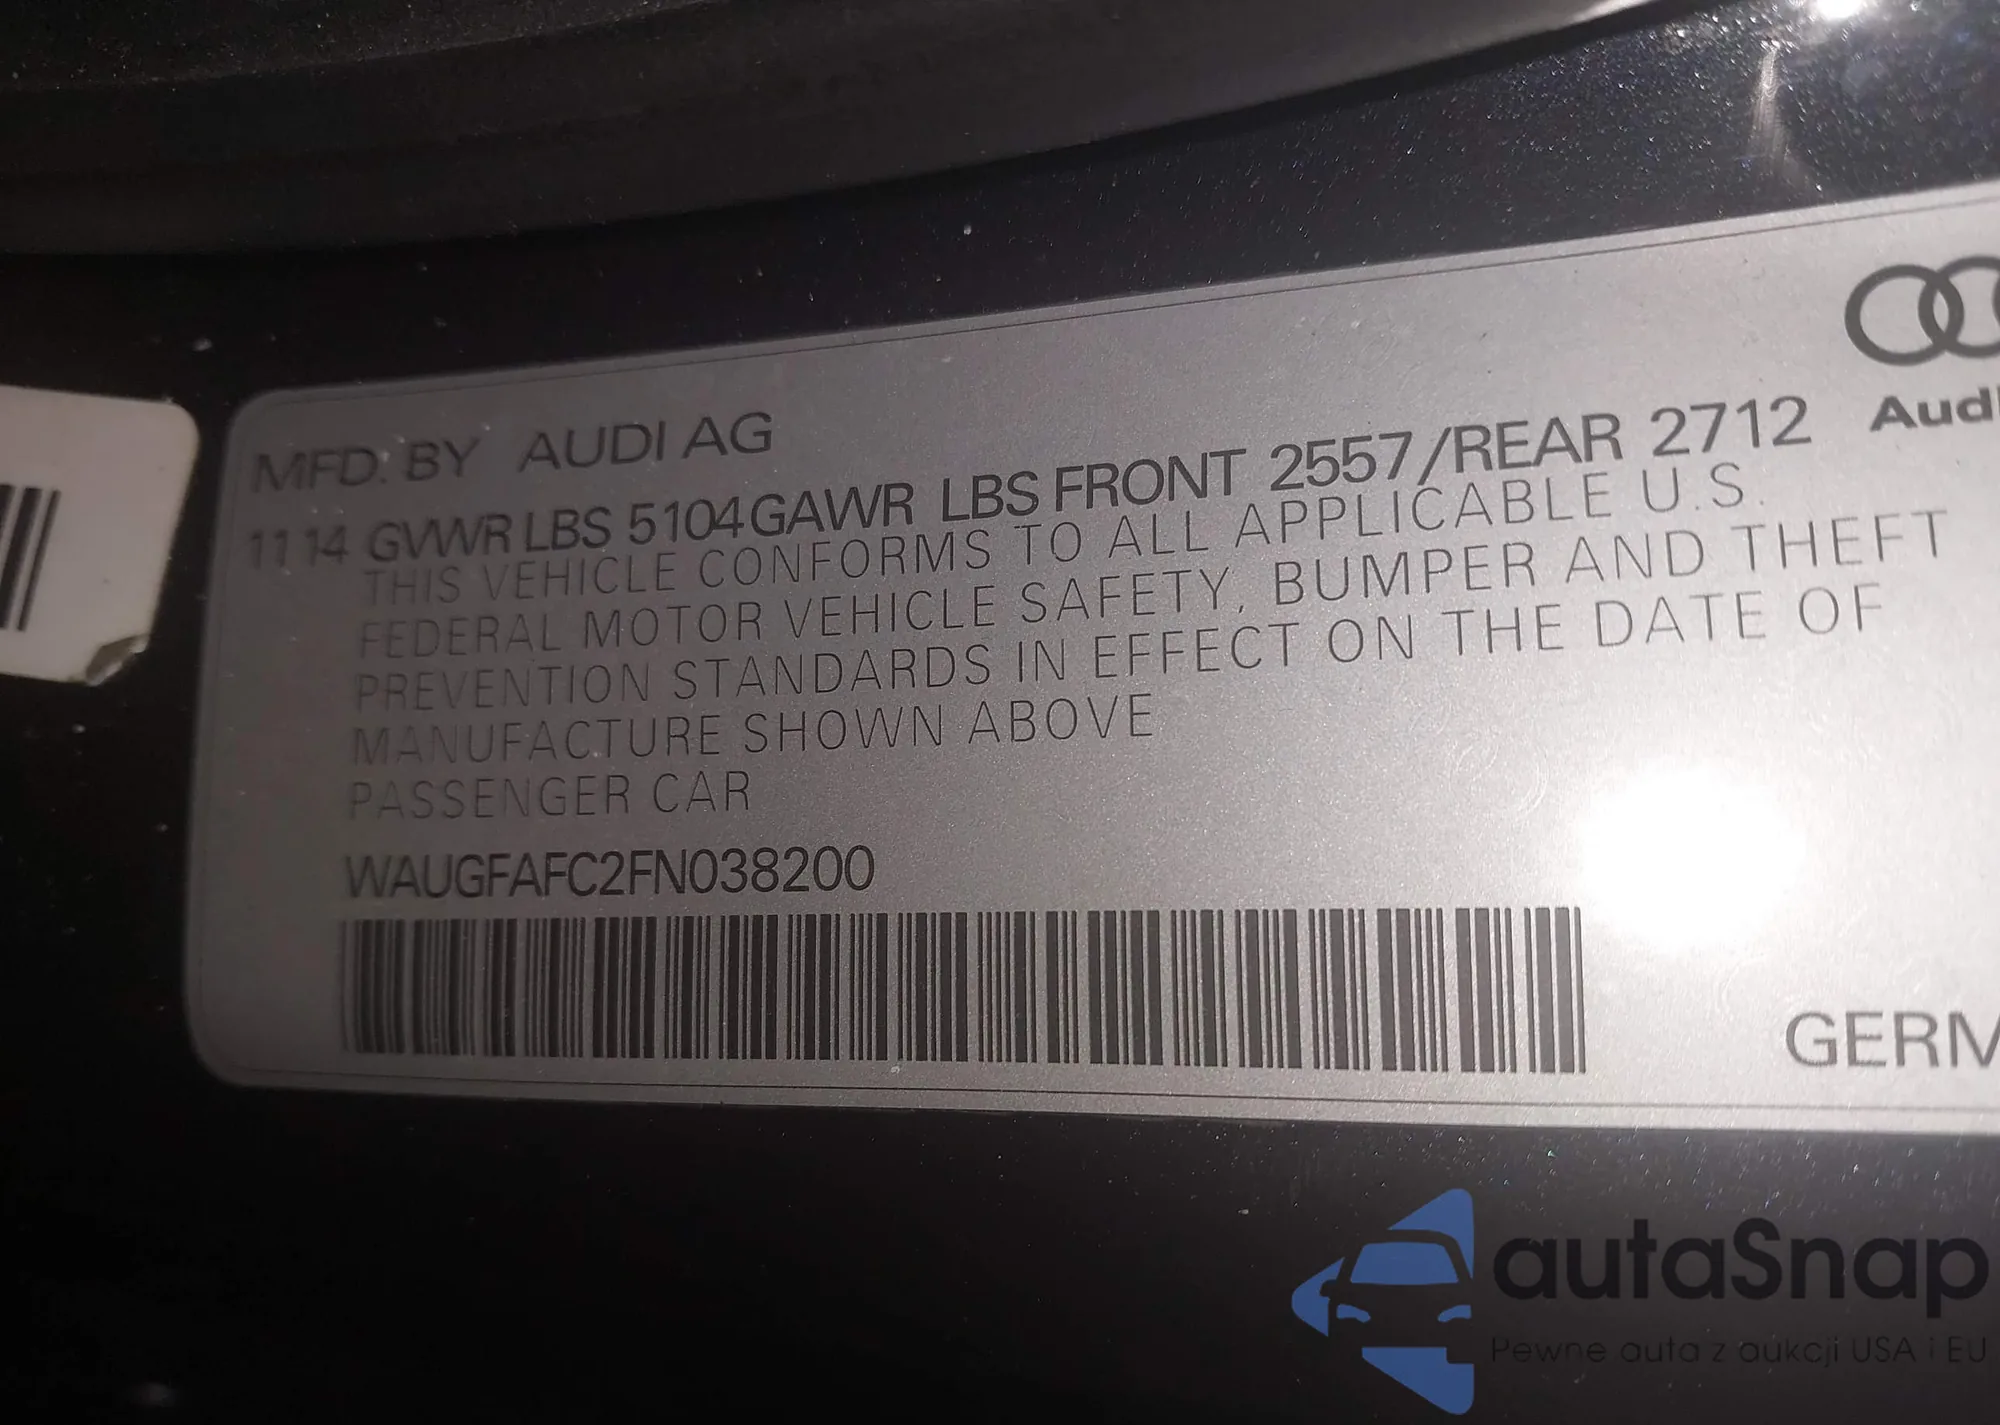 MFD. BY AUDI AG
Audi
1114 GVWR LBS 5104 GAWR LBS FRONT 2557/REAR 2712
THIS VEHICLE CONFORMS TO ALL APPLICABLE U.S.
FEDERAL MOTOR VEHICLE SAFETY, BUMPER AND THEFT
PREVENTION STANDARDS IN EFFECT ON THE DATE OF
MANUFACTURE SHOWN ABOVE
PASSENGER CAR
WAUGFAFC2FN038200
GERM
autaSnap
Pewne auta z aukcji USA i EU